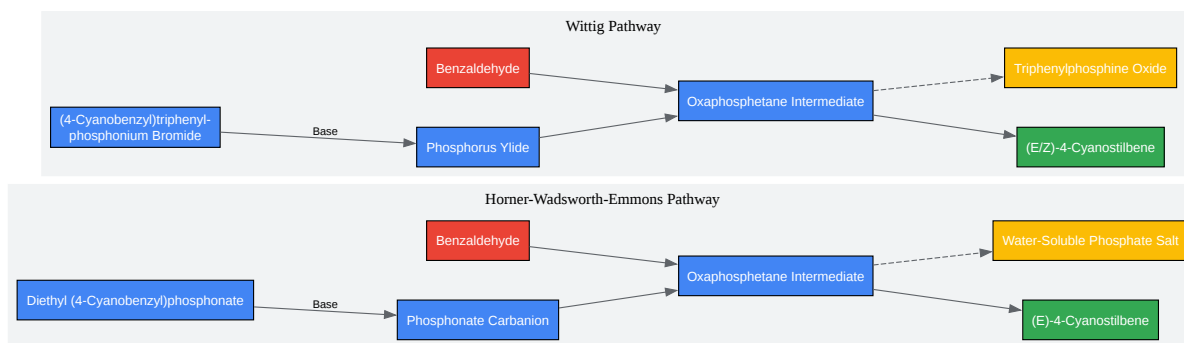 Wittig Pathway
Benzaldehyde
Triphenylphosphine Oxide
Oxaphosphetane Intermediate
(4-Cyanobenzyl)triphenyl-
phosphonium Bromide
Base
Phosphorus Ylide
(E/Z)-4-Cyanostilbene
Horner-Wadsworth-Emmons Pathway
Benzaldehyde
Water-Soluble Phosphate Salt
Oxaphosphetane Intermediate
Diethyl (4-Cyanobenzyl)phosphonate
Base
Phosphonate Carbanion
(E)-4-Cyanostilbene